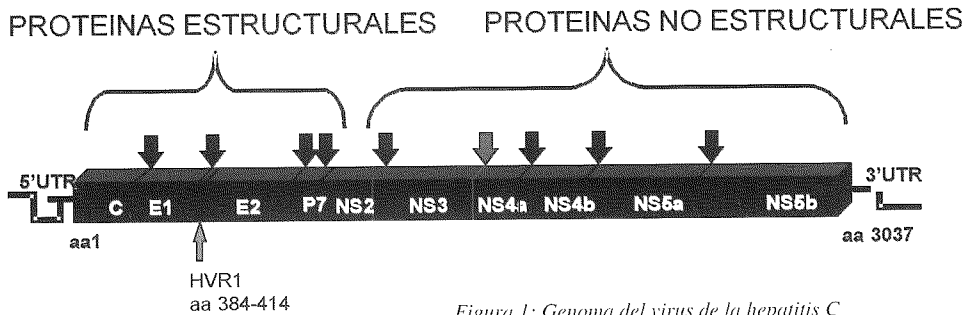 PROTEINAS ESTRUCTURALES
PROTEINAS NO ESTRUCTURALES
5'UTR
C E1 E2 P7 NS2 NS3 NS4a NS4b NS5a NS5b
3'UTR
aa1
aa 3037
HVR1
aa 384-414
Figura 1: Genoma del virus de la hepatitis C